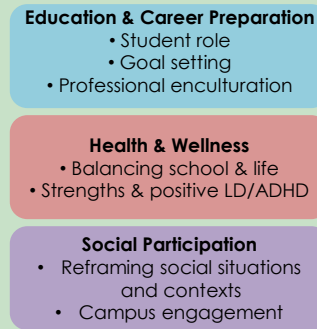 Education & Career Preparation
• Student role
• Goal setting
• Professional enculturation
Health & Wellness
• Balancing school & life
• Strengths & positive LD/ADHD
Social Participation
• Reframing social situations
and contexts
• Campus engagement